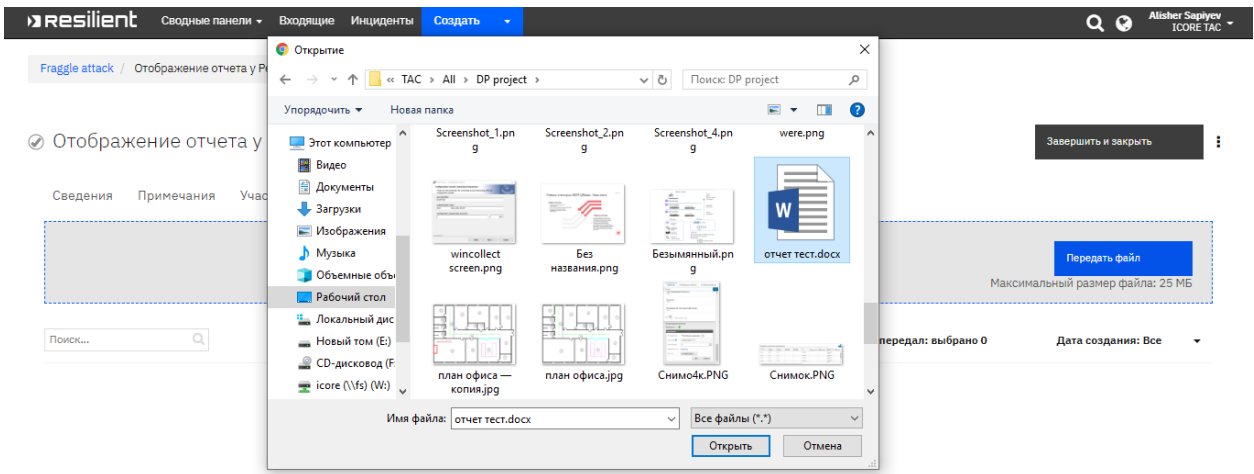 Resilient Сводные панели Входящие Инциденты Создать Alisher Sapiyev
ICORE TAC
Fraggle attack / Отображение отчета у Ре
Открытие
« TAC › All › DP project › Поиск: DP project
Упорядочить Новая папка
Отображение отчета у
Завершить и закрыть
Сведения Примечания Учас
Этот компьютер
Видео
Документы
Загрузки
Изображения
Музыка
Объемные объ
Рабочий стол
Локальный дис
Новый том (E:)
CD-дисковод (F:
icore (\\fs) (W:)
Screenshot_1.pn
g
Screenshot_2.pn
g
Screenshot_4.pn
g
were.png
wincollect
screen.png
Без
названия.png
Безымянный.pn
g
W
отчет тест.docx
план офиса —
копия.jpg
план офиса.jpg
Снимо4к.PNG
Снимок.PNG
Передать файл
Максимальный размер файла: 25 МБ
Поиск...
передал: выбрано 0
Дата создания: Все
Имя файла: отчет тест.docx Все файлы (*.*)
Открыть Отмена